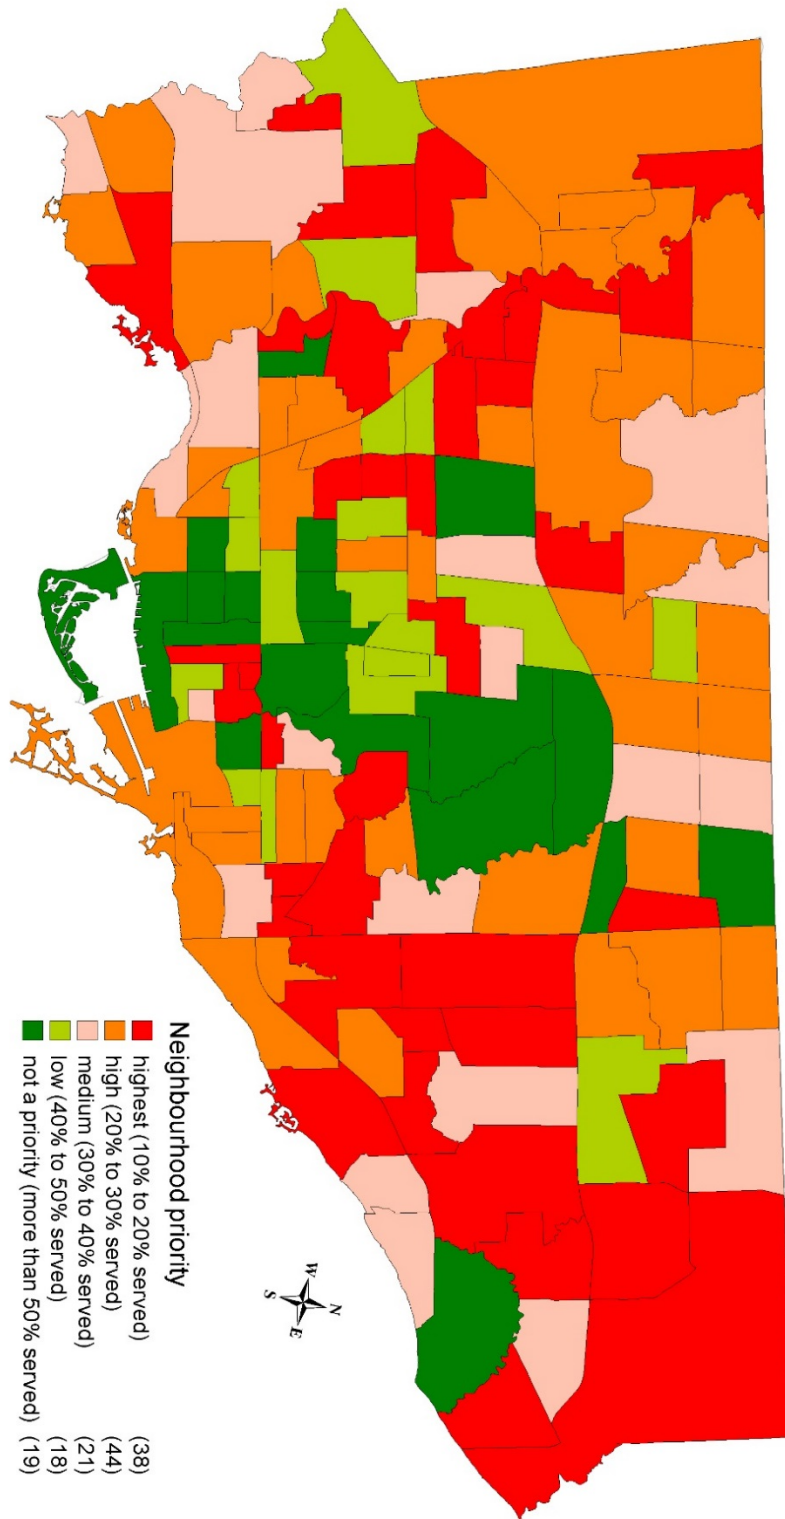 Neighbourhood priority
highest (10% to 20% served) (38)
high (20% to 30% served) (44)
medium (30% to 40% served) (21)
low (40% to 50% served) (18)
not a priority (more than 50% served) (19)
N
W
E
S